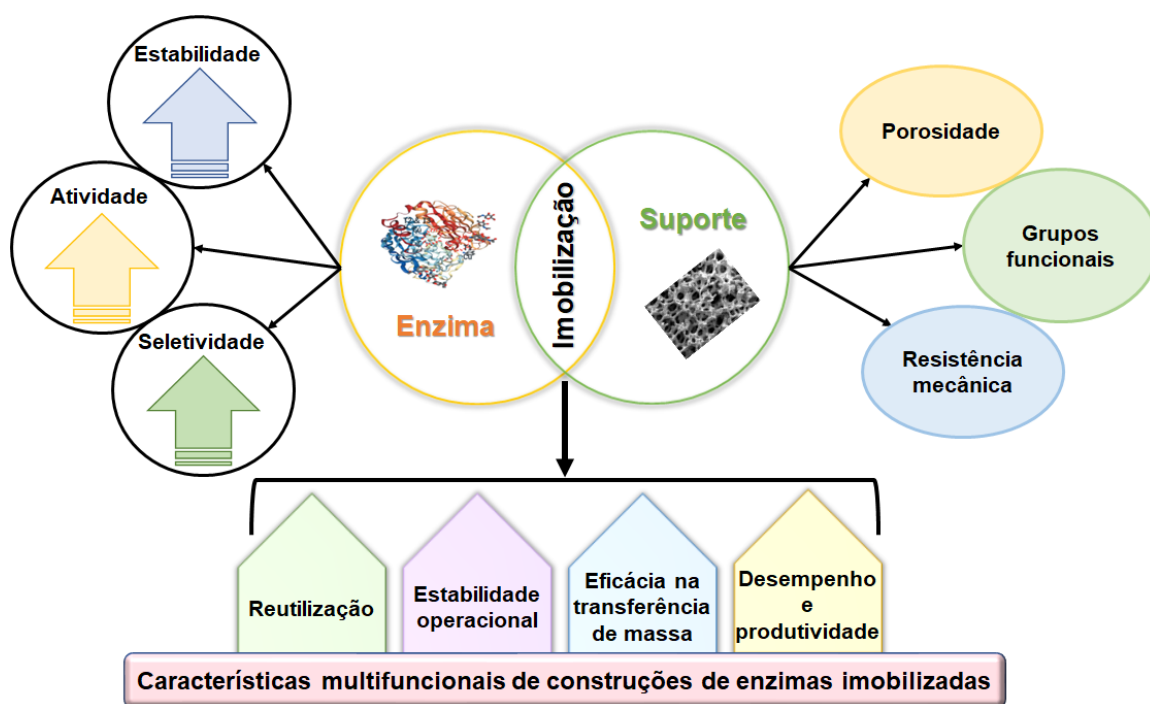 Estabilidade
Atividade
Seletividade
Enzima
Imobilização
Suporte
Porosidade
Grupos
funcionais
Resistência
mecânica
Reutilização
Estabilidade
operacional
Eficácia na
transferência
de massa
Desempenho
e
produtividade
Características multifuncionais de construções de enzimas imobilizadas